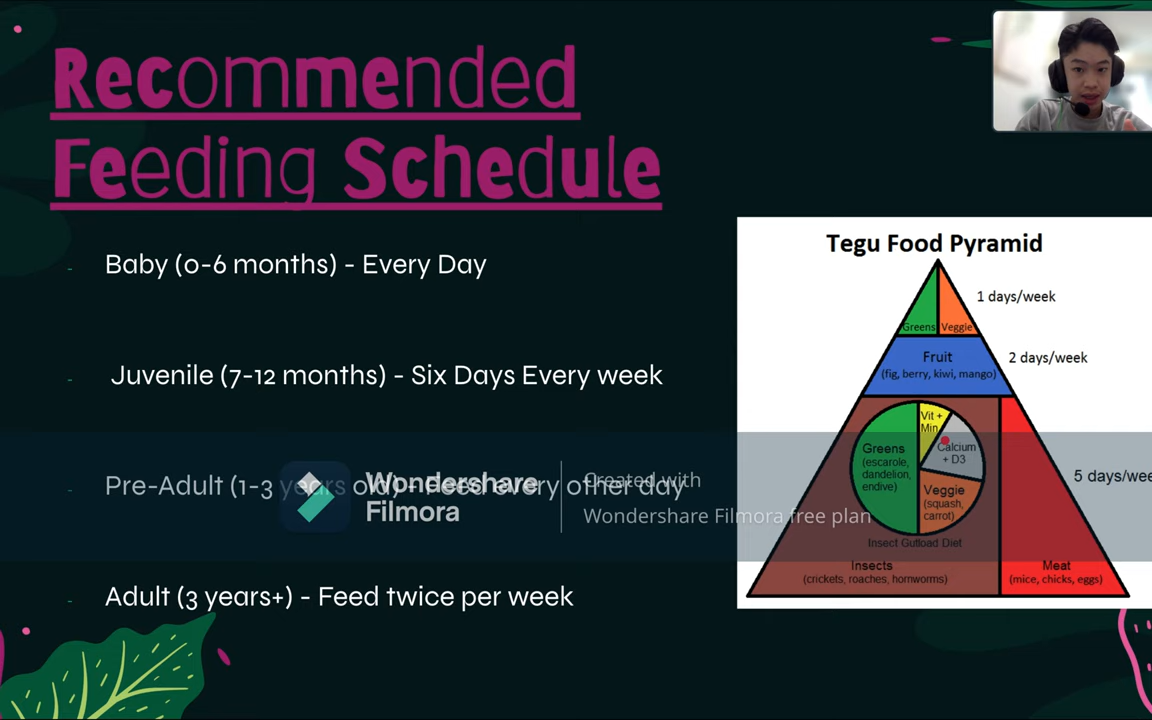 Recommended
Feeding Schedule
- Baby (0-6 months) - Every Day
- Juvenile (7-12 months) - Six Days Every week
- Pre-Adult (1-3 years old) - Feed every other day
- Adult (3 years+) - Feed twice per week
Tegu Food Pyramid
1 days/week
Greens
Veggie
Fruit
(fig, berry, kiwi, mango)
2 days/week
Vit +
Min
Calcium
+ D3
Greens
(escarole,
dandelion,
endive)
Veggie
(squash,
carrot)
Insect Gutload Diet
5 days/wee
Insects
(crickets, roaches, hornworms)
Meat
(mice, chicks, eggs)
Wondershare
Filmora
Created with
Wondershare Filmora free plan